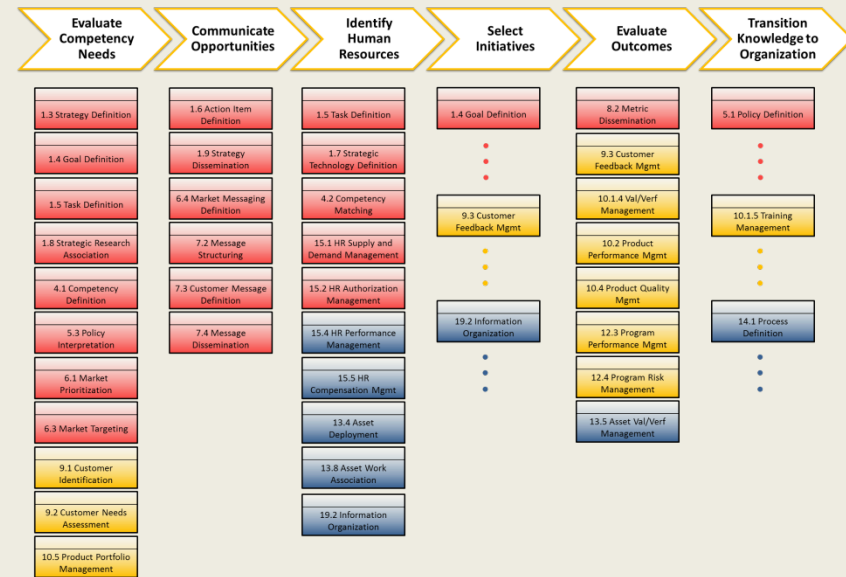 Evaluate
Competency
Needs
Communicate
Opportunities
Identify
Human
Resources
Select
Initiatives
Evaluate
Outcomes
Transition
Knowledge to
Organization
1.3 Strategy Definition
1.4 Goal Definition
1.5 Task Definition
1.8 Strategic Research
Association
4.1 Competency
Definition
5.3 Policy
Interpretation
6.1 Market
Prioritization
6.3 Market Targeting
9.1 Customer
Identification
9.2 Customer Needs
Assessment
10.5 Product Portfolio
Management
1.6 Action Item
Definition
1.9 Strategy
Dissemination
6.4 Market Messaging
Definition
7.2 Message
Structuring
7.3 Customer Message
Definition
7.4 Message
Dissemination
1.5 Task Definition
1.7 Strategic
Technology Definition
4.2 Competency
Matching
15.1 HR Supply and
Demand Management
15.2 HR Authorization
Management
15.4 HR Performance
Management
15.5 HR
Compensation Mgmt
13.4 Asset
Deployment
13.8 Asset Work
Association
19.2 Information
Organization
1.4 Goal Definition
9.3 Customer
Feedback Mgmt
19.2 Information
Organization
8.2 Metric
Dissemination
9.3 Customer
Feedback Mgmt
10.1.4 Val/Verf
Management
10.2 Product
Performance Mgmt
10.4 Product Quality
Mgmt
12.3 Program
Performance Mgmt
12.4 Program Risk
Management
13.5 Asset Val/Verf
Management
5.1 Policy Definition
10.1.5 Training
Management
14.1 Process
Definition